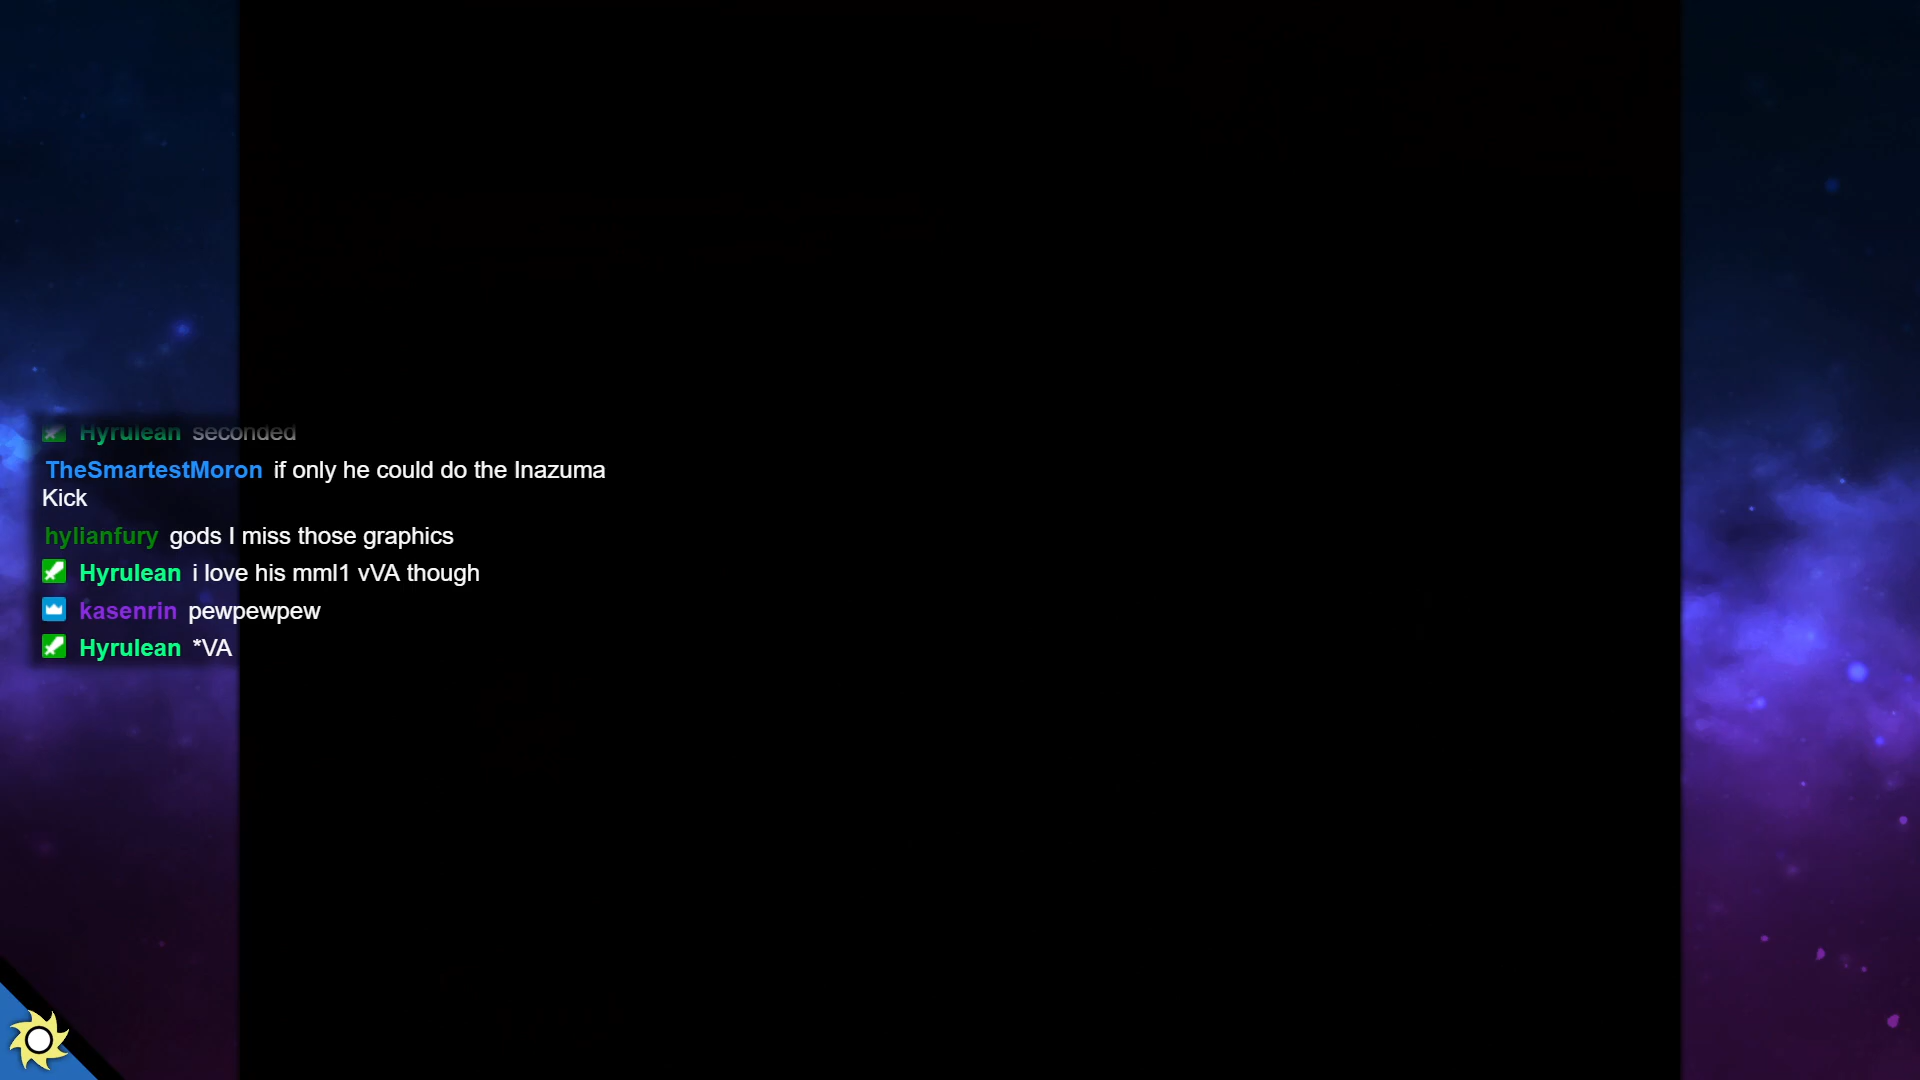 Hyrulean seconded
TheSmartestMoron if only he could do the Inazuma
Kick
hylianfury gods I miss those graphics
Hyrulean i love his mml1 vVA though
kasenrin pewpewpew
Hyrulean *VA